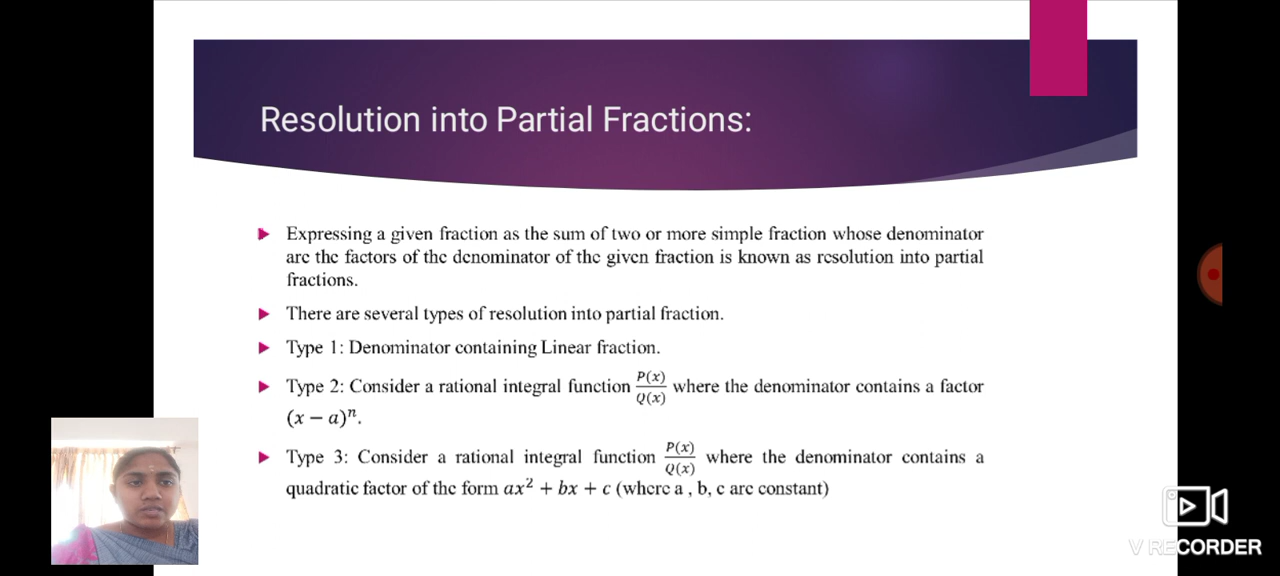 Resolution into Partial Fractions:
Expressing a given fraction as the sum of two or more simple fraction whose denominator
are the factors of the denominator of the given fraction is known as resolution into partial
fractions.
There are several types of resolution into partial fraction.
Type 1: Denominator containing Linear fraction.
Type 2: Consider a rational integral function P(x)/Q(x) where the denominator contains a factor
(x − a)ⁿ.
Type 3: Consider a rational integral function P(x)/Q(x) where the denominator contains a
quadratic factor of the form ax² + bx + c (where a , b, c are constant)
V RECORDER